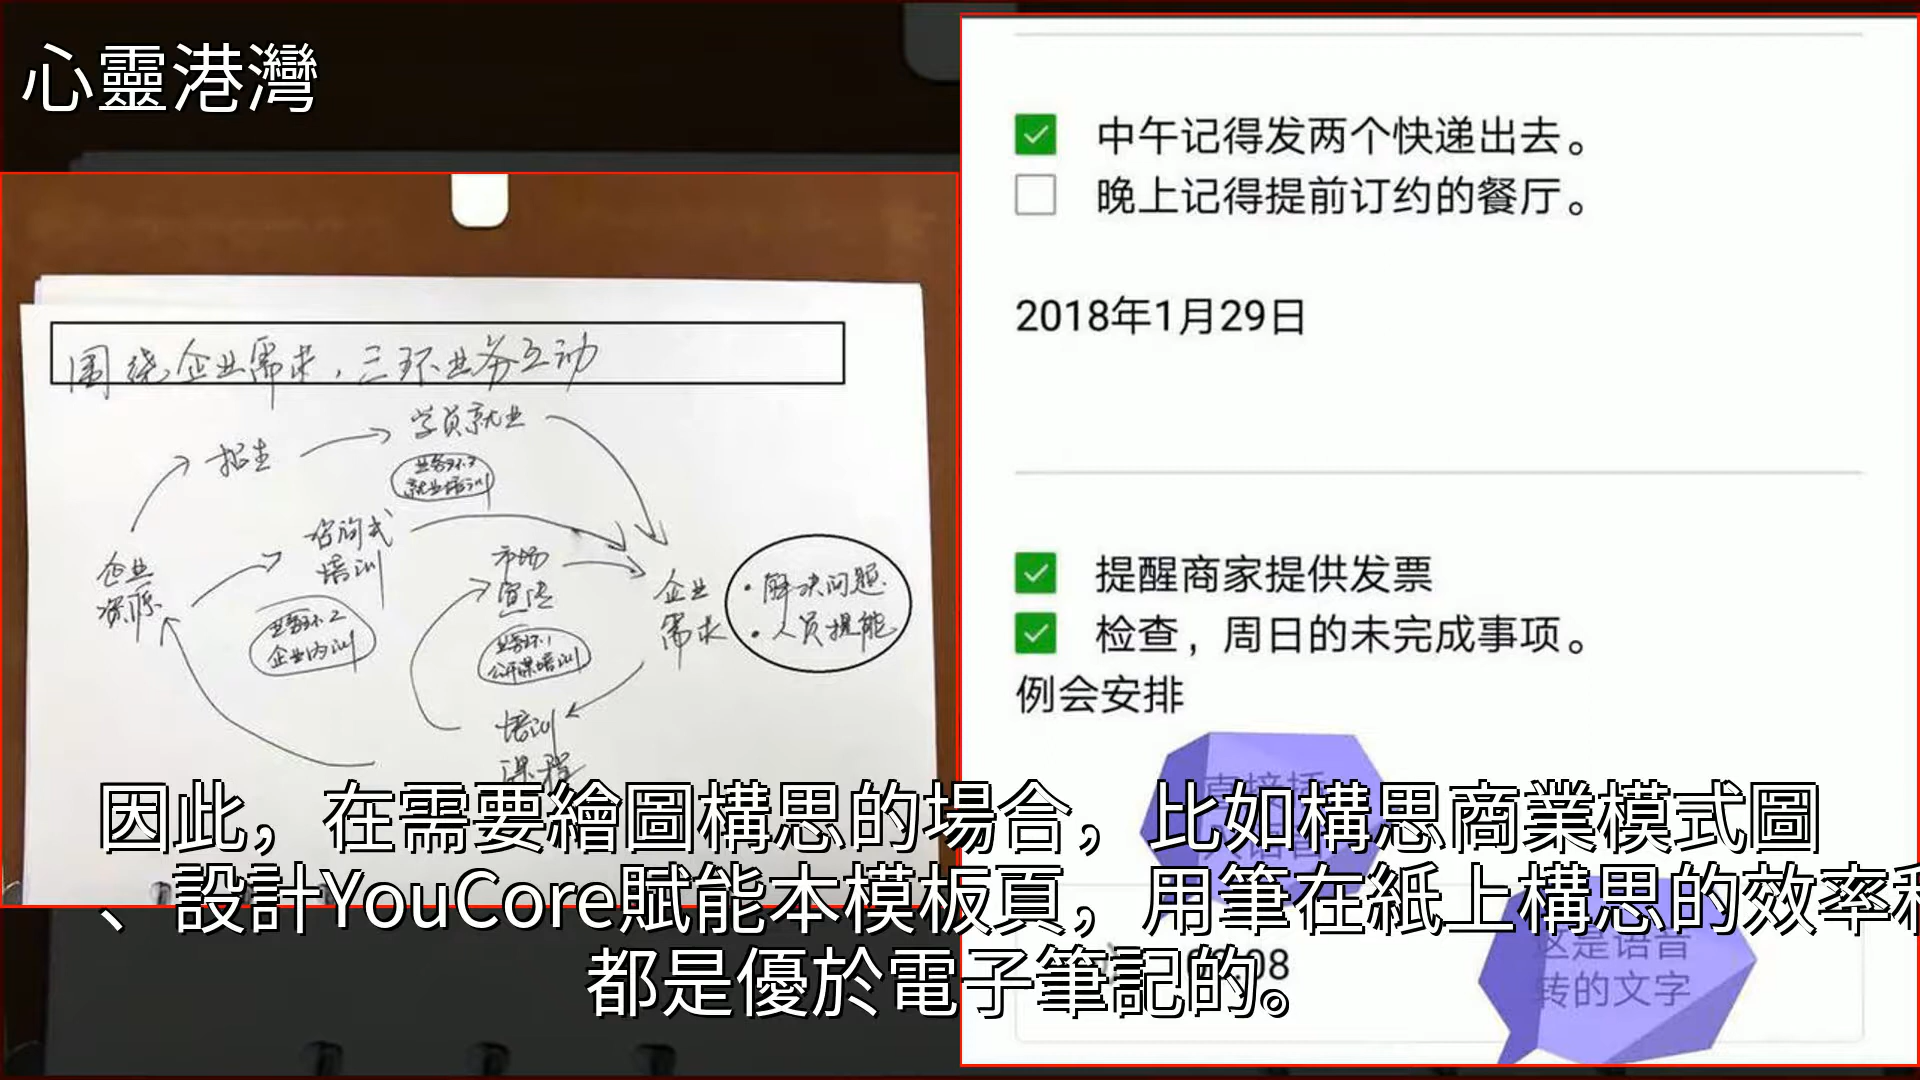 心靈港灣
围绕企业需求，三环业务互动
招生
学员就业
业务环3
就业培训
咨询式
培训
企业
资源
业务环2
企业内训
市场
宣传
业务环1
公开课培训
企业
需求
·解决问题
·人员提能
培训
课程
中午记得发两个快递出去。
晚上记得提前订约的餐厅。
2018年1月29日
提醒商家提供发票
检查，周日的未完成事项。
例会安排
直接插
入语音
这是语音
转的文字
因此，在需要繪圖構思的場合，比如構思商業模式圖
、設計YouCore賦能本模板頁，用筆在紙上構思的效率和
都是優於電子筆記的。